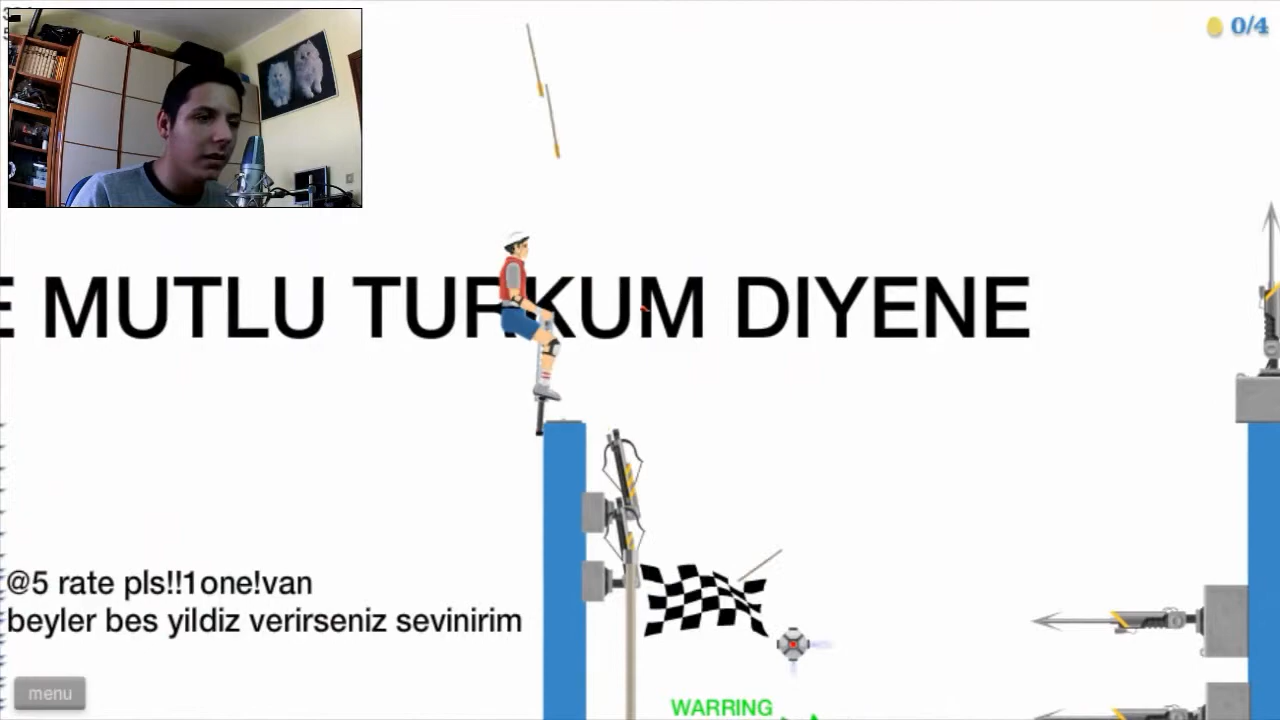 0/4
E MUTLU TURKUM DIYENE
@5 rate pls!!1one!van
beyler bes yildiz verirseniz sevinirim
menu
WARRING